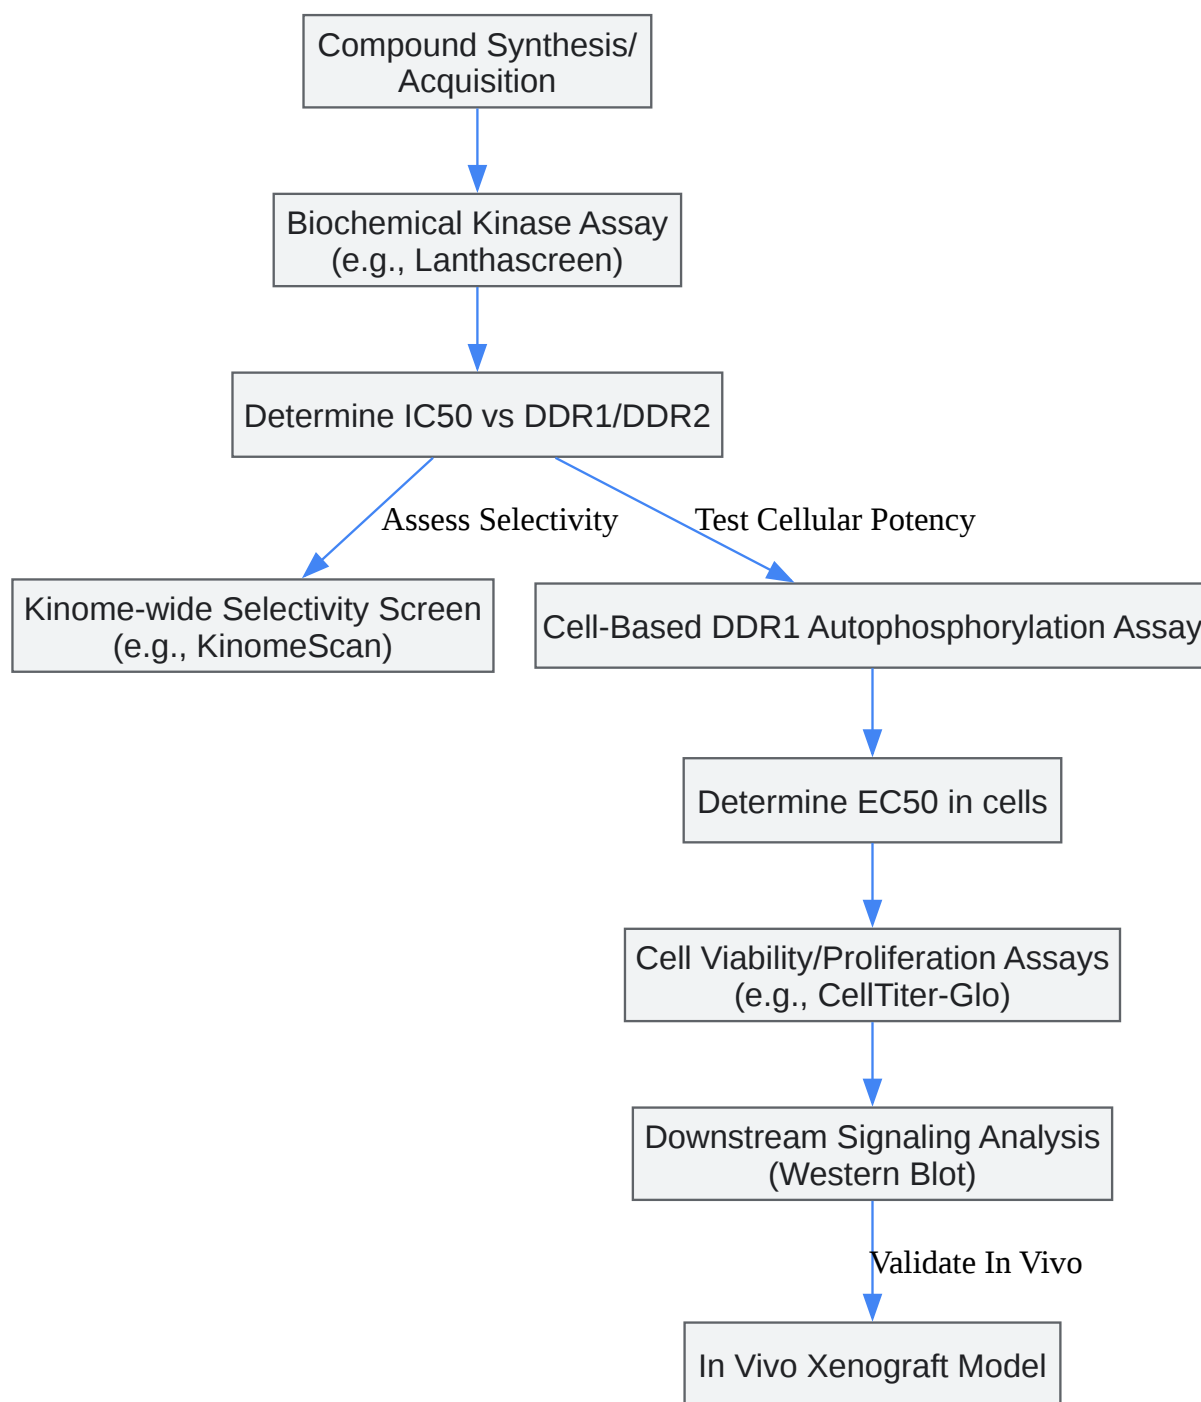 Compound Synthesis/
Acquisition
Biochemical Kinase Assay
(e.g., Lanthascreen)
Determine IC50 vs DDR1/DDR2
Assess Selectivity
Test Cellular Potency
Kinome-wide Selectivity Screen
(e.g., KinomeScan)
Cell-Based DDR1 Autophosphorylation Assay
Determine EC50 in cells
Cell Viability/Proliferation Assays
(e.g., CellTiter-Glo)
Downstream Signaling Analysis
(Western Blot)
Validate In Vivo
In Vivo Xenograft Model